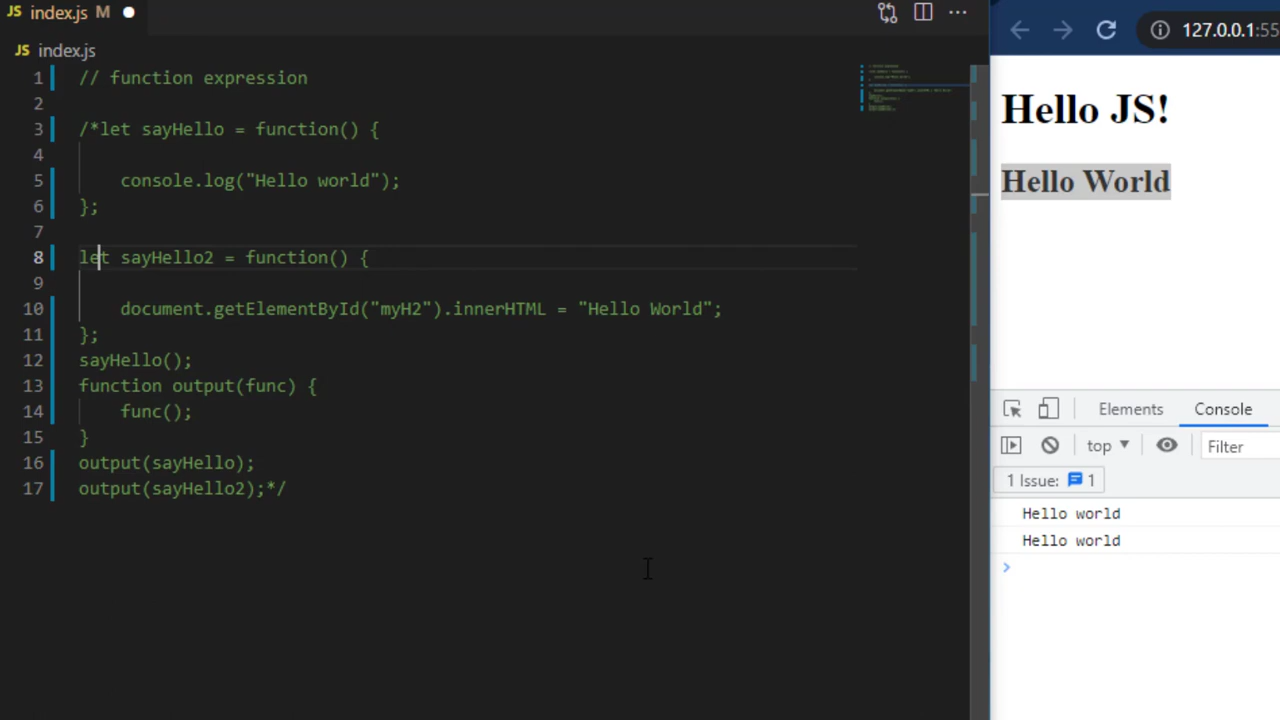 JS index.js M
JS index.js
1 // function expression
2
3 /*let sayHello = function() {
4
5 console.log("Hello world");
6 };
7
8 let sayHello2 = function() {
9
10 document.getElementById("myH2").innerHTML = "Hello World";
11 };
12 sayHello();
13 function output(func) {
14 func();
15 }
16 output(sayHello);
17 output(sayHello2);*/
127.0.0.1:55
Hello JS!
Hello World
Elements Console
top Filter
1 Issue: 1
Hello world
Hello world